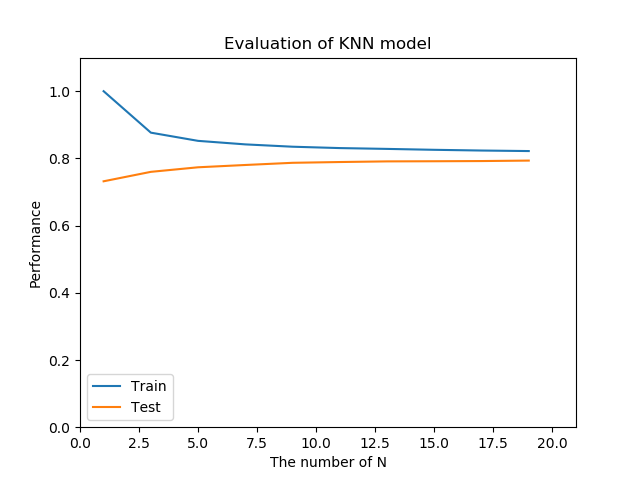 Evaluation of KNN model
Performance
1.0
0.8
0.6
0.4
0.2
0.0
Train
Test
0.0 2.5 5.0 7.5 10.0 12.5 15.0 17.5 20.0
The number of N